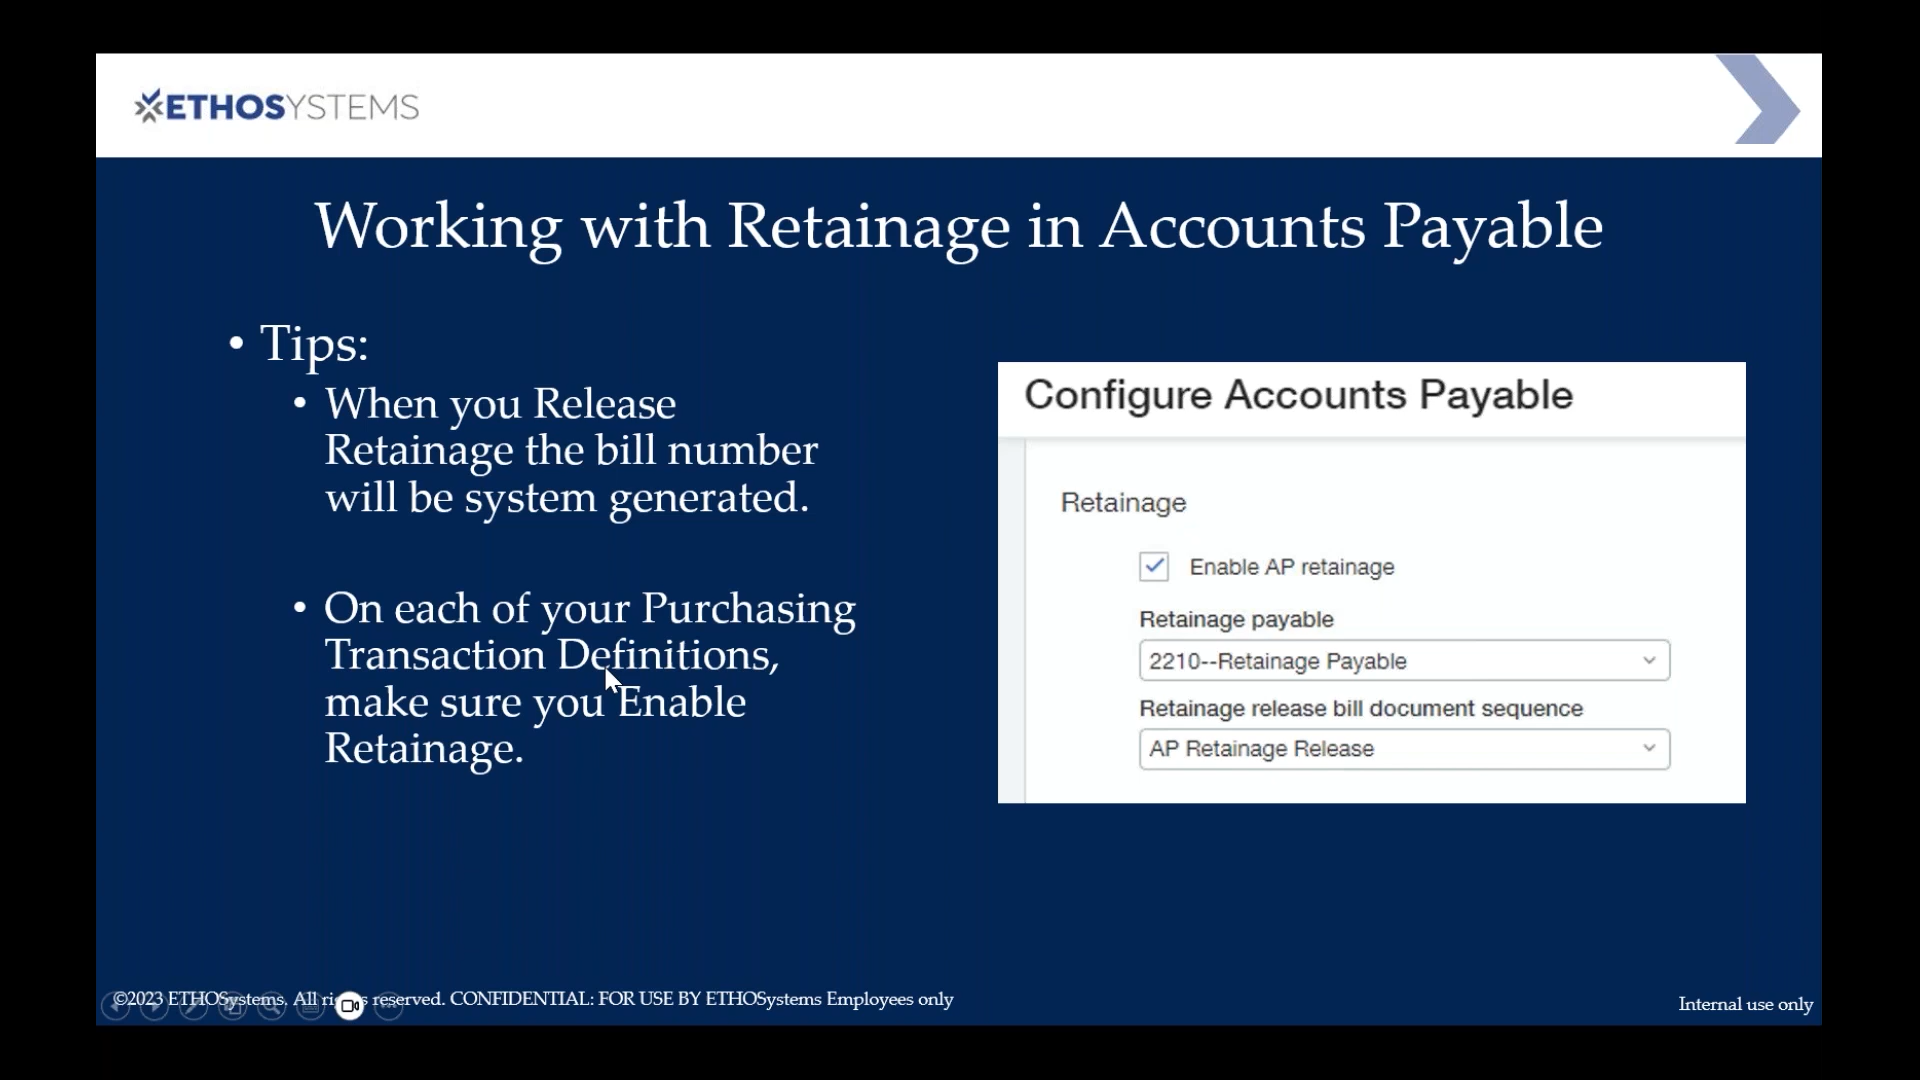 ETHOSYSTEMS
Working with Retainage in Accounts Payable
• Tips:
• When you Release
Retainage the bill number
will be system generated.
• On each of your Purchasing
Transaction Definitions,
make sure you Enable
Retainage.
Configure Accounts Payable
Retainage
Enable AP retainage
Retainage payable
2210--Retainage Payable
Retainage release bill document sequence
AP Retainage Release
©2023 ETHOSystems. All reserved. CONFIDENTIAL: FOR USE BY ETHOSystems Employees only
Internal use only